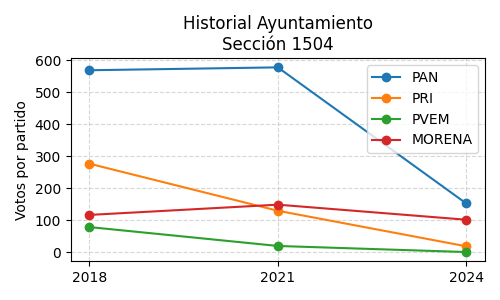 Historial Ayuntamiento
Sección 1504
Votos por partido
600
500
400
300
200
100
0
2018
2021
2024
PAN
PRI
PVEM
MORENA